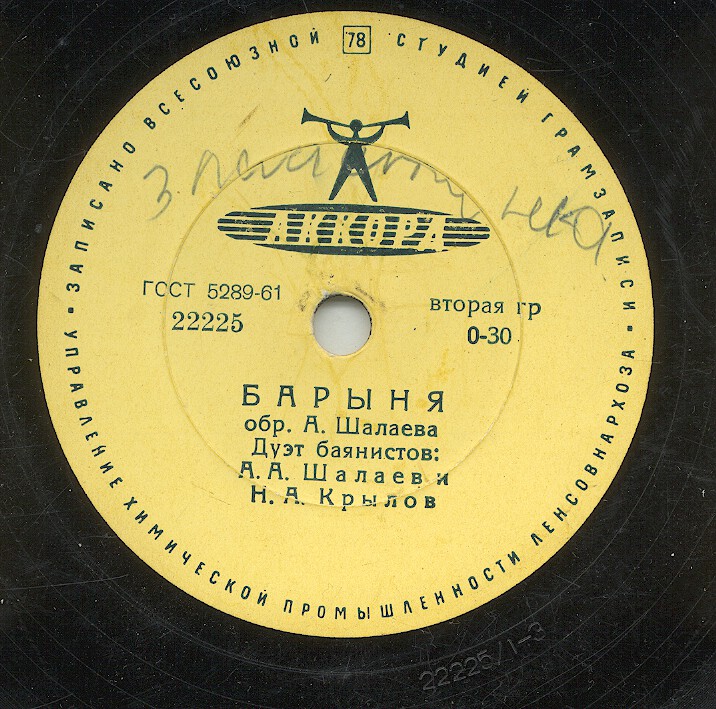 ЗАПИСАНО ВСЕСОЮЗНОЙ 78 СТУДИЕЙ ГРАМЗАПИСИ
АККОРД
ГОСТ 5289-61
22225
вторая гр
0-30
БАРЫНЯ
обр. А. Шалаева
Дуэт баянистов:
А. А. Шалаев и
Н. А. Крылов
УПРАВЛЕНИЕ ХИМИЧЕСКОЙ ПРОМЫШЛЕННОСТИ ЛЕНСОВНАРХОЗА
22225/1-3